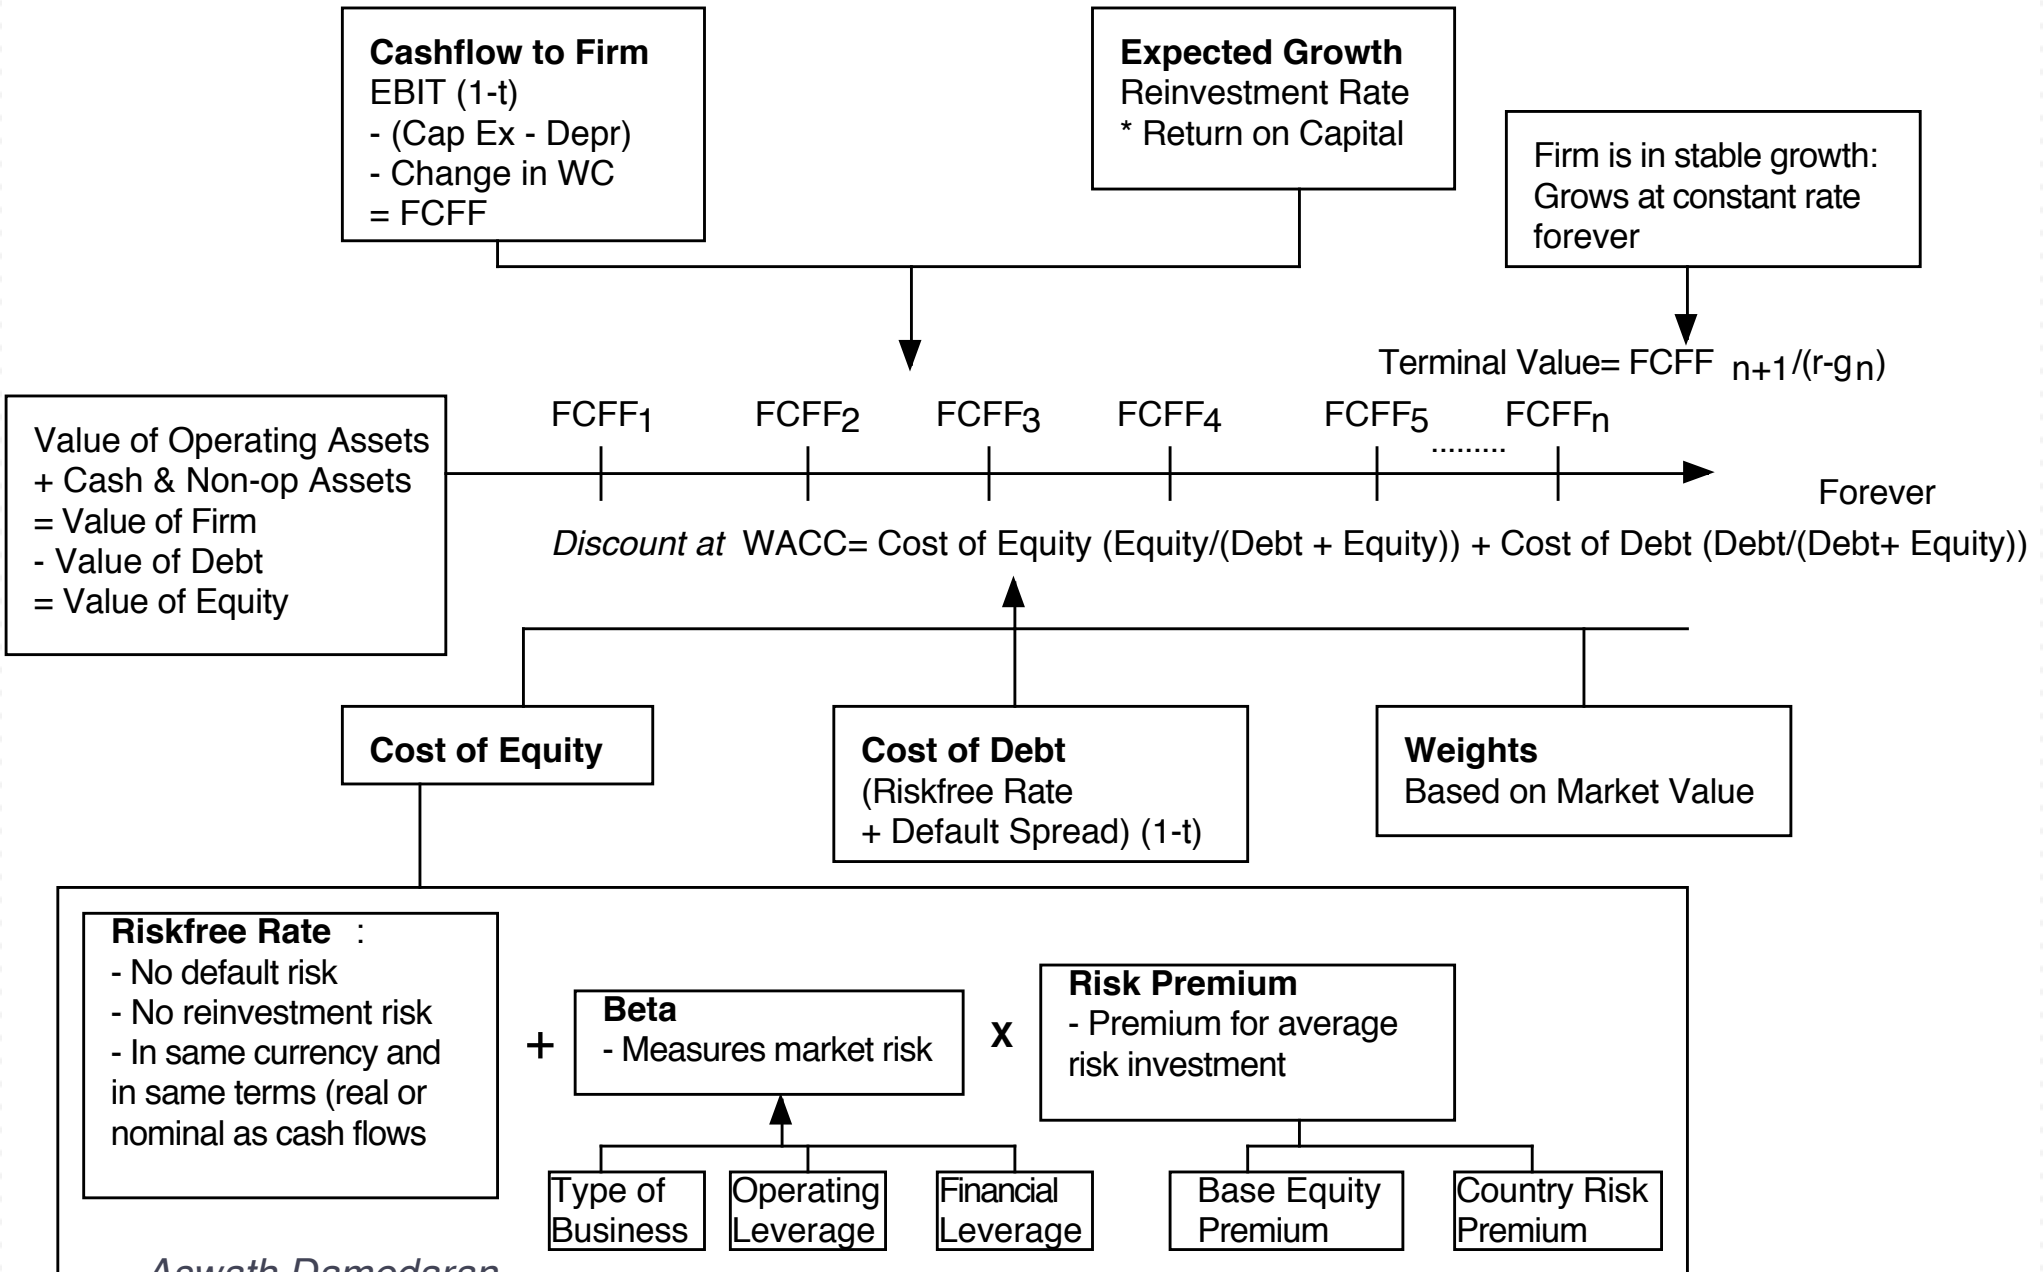 Cashflow to Firm
EBIT (1-t)
- (Cap Ex - Depr)
- Change in WC
= FCFF
Expected Growth
Reinvestment Rate
* Return on Capital
Firm is in stable growth:
Grows at constant rate
forever
Terminal Value= FCFF n+1/(r-gn)
FCFF1 FCFF2 FCFF3 FCFF4 FCFF5 ......... FCFFn
Forever
Value of Operating Assets
+ Cash & Non-op Assets
= Value of Firm
- Value of Debt
= Value of Equity
Discount at WACC= Cost of Equity (Equity/(Debt + Equity)) + Cost of Debt (Debt/(Debt+ Equity))
Cost of Equity
Cost of Debt
(Riskfree Rate
+ Default Spread) (1-t)
Weights
Based on Market Value
Riskfree Rate :
- No default risk
- No reinvestment risk
- In same currency and
in same terms (real or
nominal as cash flows
+
Beta
- Measures market risk
X
Risk Premium
- Premium for average
risk investment
Type of
Business
Operating
Leverage
Financial
Leverage
Base Equity
Premium
Country Risk
Premium
Aswath Damodaran